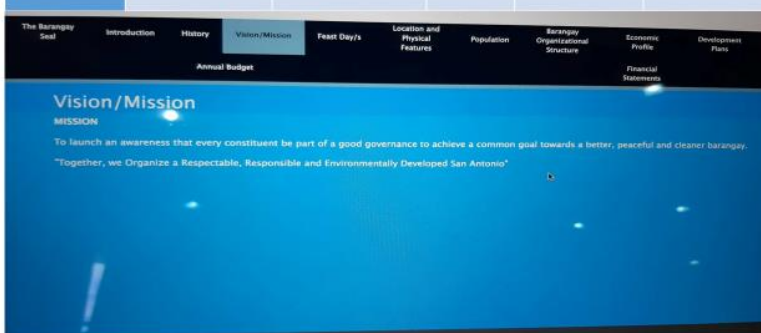 The Barangay Seal
Introduction
History
Vision/Mission
Feast Day/s
Location and Physical Features
Population
Barangay Organizational Structure
Economic Profile
Development Plans
Annual Budget
Financial Statements
Vision/Mission
MISSION
To launch an awareness that every constituent be part of a good governance to achieve a common goal towards a better, peaceful and cleaner barangay.
"Together, we Organize a Respectable, Responsible and Environmentally Developed San Antonio"